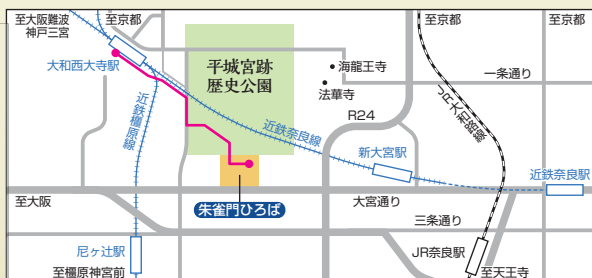 至大阪難波
神戸三宮
至京都
至京都
至京都
大和西大寺駅
平城宮跡
歴史公園
海龍王寺
法華寺
一条通り
JR大和路線
近鉄橿原線
近鉄奈良線
R24
新大宮駅
近鉄奈良駅
至大阪
朱雀門ひろば
大宮通り
三条通り
尼ヶ辻駅
JR奈良駅
至橿原神宮前
至天王寺